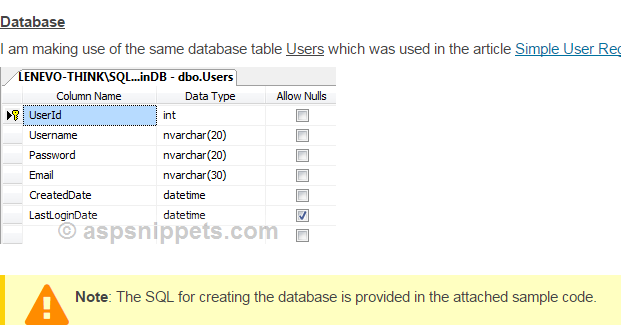 Database
I am making use of the same database table Users which was used in the article Simple User Reg
LENEVO-THINK\SQL...inDB - dbo.Users
Column Name Data Type Allow Nulls
UserId int
Username nvarchar(20)
Password nvarchar(20)
Email nvarchar(30)
CreatedDate datetime
LastLoginDate datetime
© aspsnippets.com
Note: The SQL for creating the database is provided in the attached sample code.